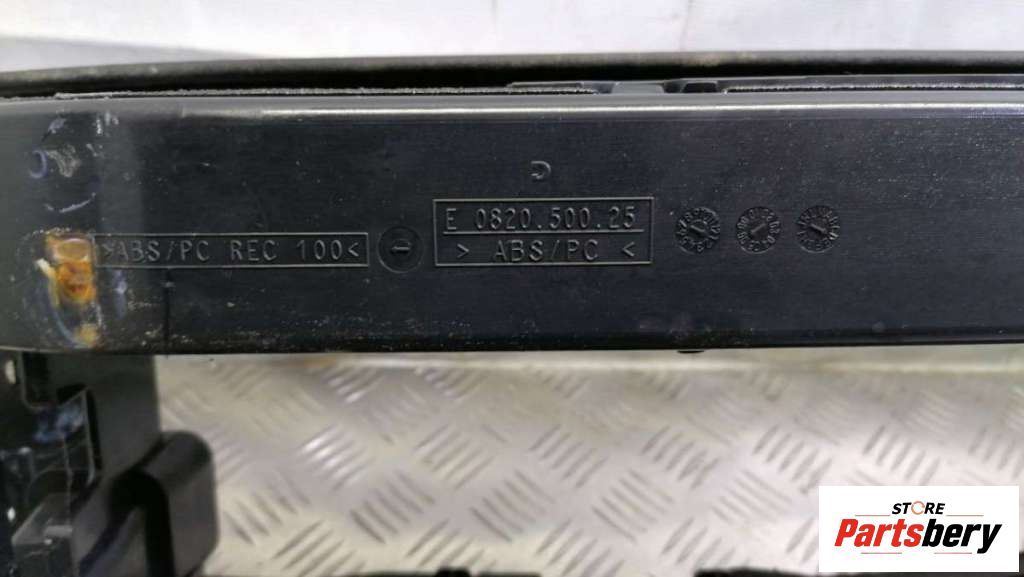 D
E 0820.500.25
> ABS/PC <
>ABS/PC REC 100<
STORE
Partsbery